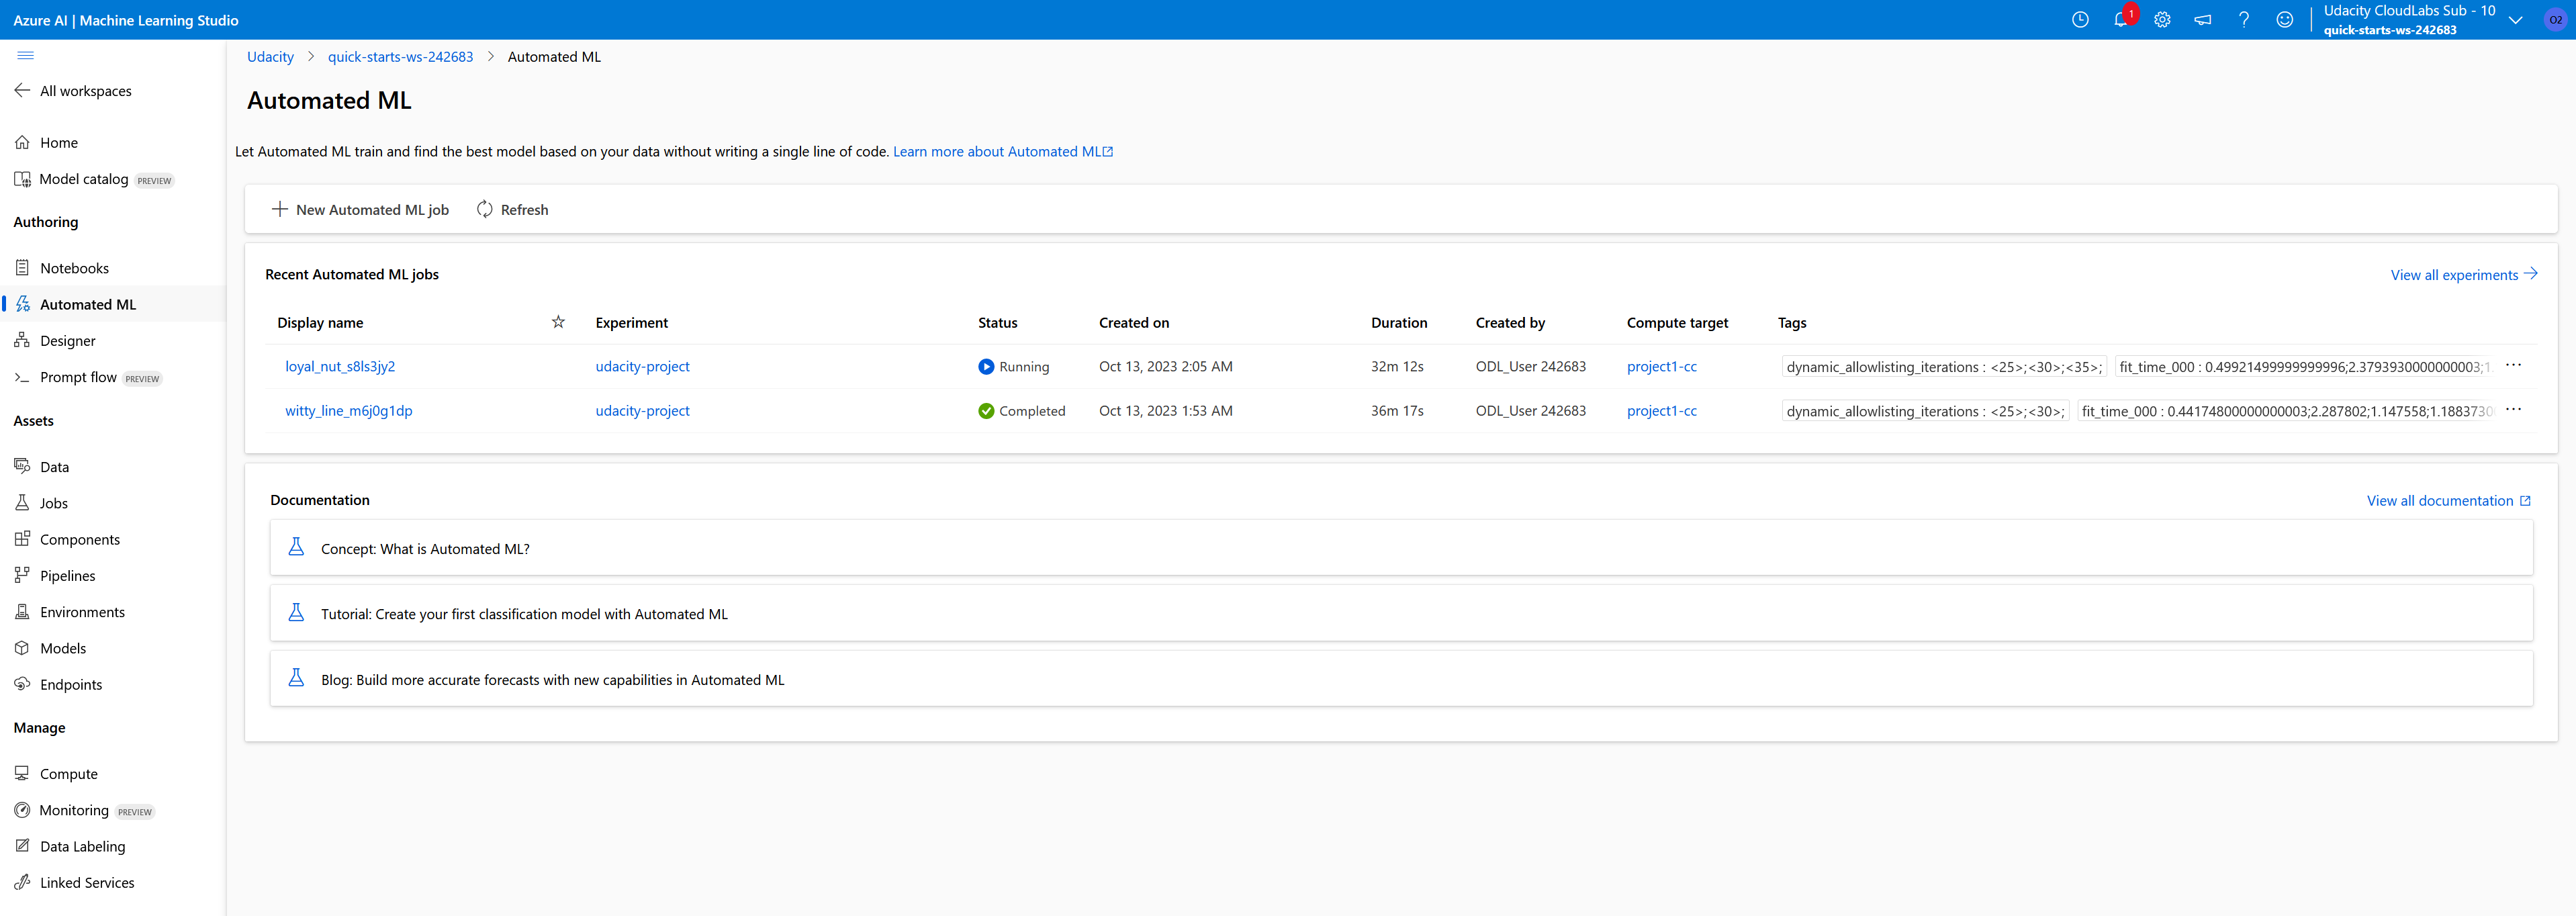 Azure AI | Machine Learning Studio
1
Udacity CloudLabs Sub - 10
quick-starts-ws-242683
O2
All workspaces
Home
Model catalog PREVIEW
Authoring
Notebooks
Automated ML
Designer
Prompt flow PREVIEW
Assets
Data
Jobs
Components
Pipelines
Environments
Models
Endpoints
Manage
Compute
Monitoring PREVIEW
Data Labeling
Linked Services
Udacity > quick-starts-ws-242683 > Automated ML
Automated ML
Let Automated ML train and find the best model based on your data without writing a single line of code. Learn more about Automated ML
New Automated ML job Refresh
Recent Automated ML jobs View all experiments
Display name Experiment Status Created on Duration Created by Compute target Tags
loyal_nut_s8ls3jy2 udacity-project Running Oct 13, 2023 2:05 AM 32m 12s ODL_User 242683 project1-cc dynamic_allowlisting_iterations : <25>;<30>;<35>; fit_time_000 : 0.49921499999999996;2.3793930000000003;1. ...
witty_line_m6j0g1dp udacity-project Completed Oct 13, 2023 1:53 AM 36m 17s ODL_User 242683 project1-cc dynamic_allowlisting_iterations : <25>;<30>; fit_time_000 : 0.44174800000000003;2.287802;1.147558;1.1883730 ...
Documentation View all documentation
Concept: What is Automated ML?
Tutorial: Create your first classification model with Automated ML
Blog: Build more accurate forecasts with new capabilities in Automated ML